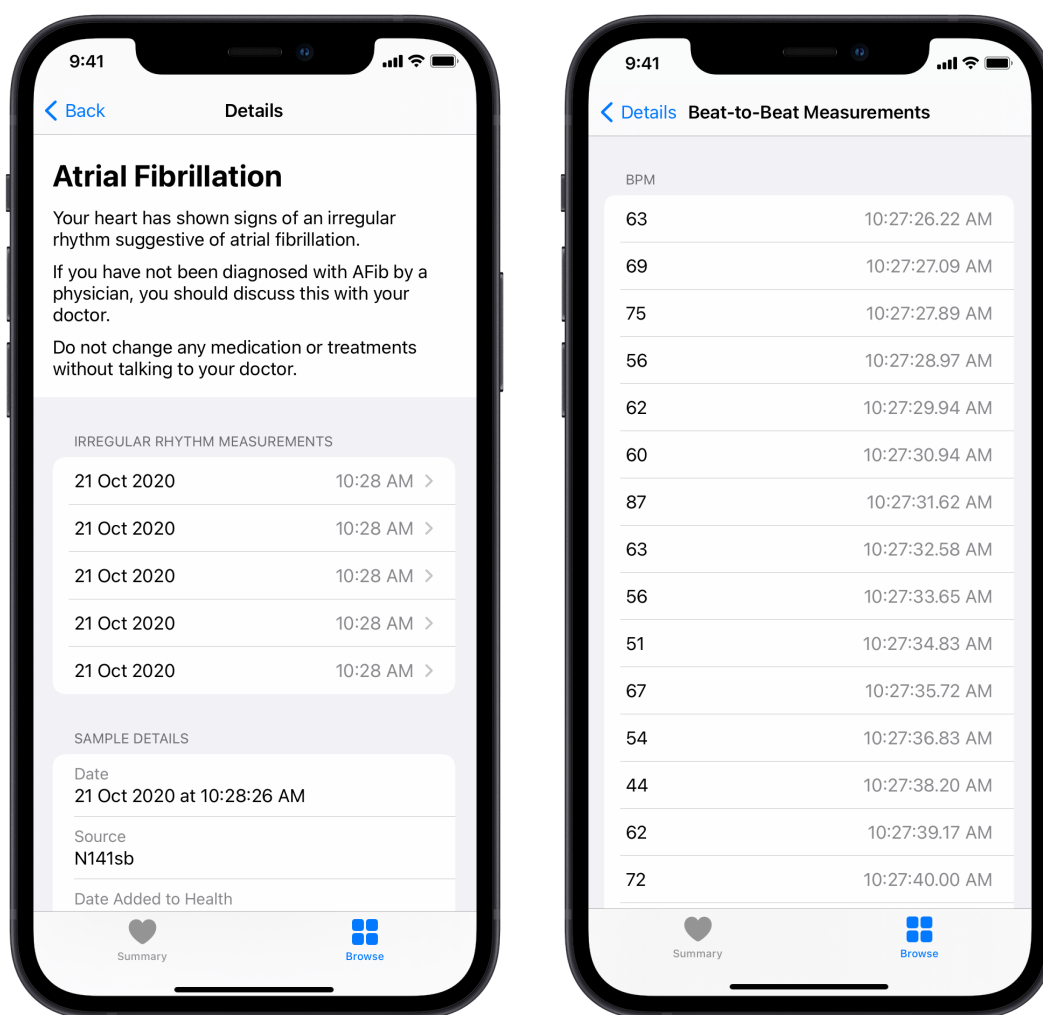 9:41
Back
Details
Atrial Fibrillation
Your heart has shown signs of an irregular
rhythm suggestive of atrial fibrillation.
If you have not been diagnosed with AFib by a
physician, you should discuss this with your
doctor.
Do not change any medication or treatments
without talking to your doctor.
IRREGULAR RHYTHM MEASUREMENTS
21 Oct 2020 10:28 AM
21 Oct 2020 10:28 AM
21 Oct 2020 10:28 AM
21 Oct 2020 10:28 AM
21 Oct 2020 10:28 AM
SAMPLE DETAILS
Date
21 Oct 2020 at 10:28:26 AM
Source
N141sb
Date Added to Health
Summary Browse
9:41
Details Beat-to-Beat Measurements
BPM
63 10:27:26.22 AM
69 10:27:27.09 AM
75 10:27:27.89 AM
56 10:27:28.97 AM
62 10:27:29.94 AM
60 10:27:30.94 AM
87 10:27:31.62 AM
63 10:27:32.58 AM
56 10:27:33.65 AM
51 10:27:34.83 AM
67 10:27:35.72 AM
54 10:27:36.83 AM
44 10:27:38.20 AM
62 10:27:39.17 AM
72 10:27:40.00 AM
Summary Browse